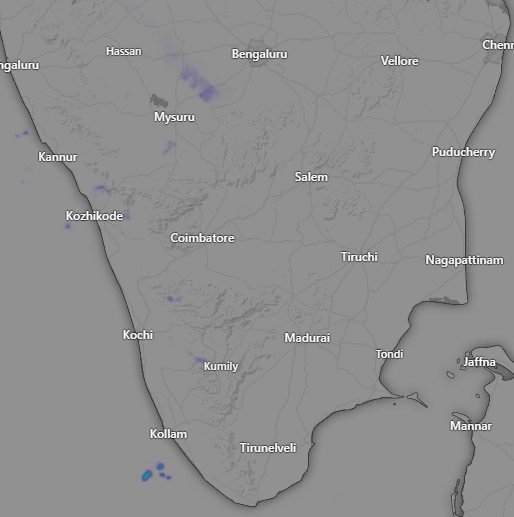 Chenn
Hassan
Bengaluru
ngaluru
Vellore
Mysuru
Kannur
Puducherry
Salem
Kozhikode
Coimbatore
Tiruchi
Nagapattinam
Kochi
Madurai
Tondi
Kumily
Jaffna
Mannar
Kollam
Tirunelveli